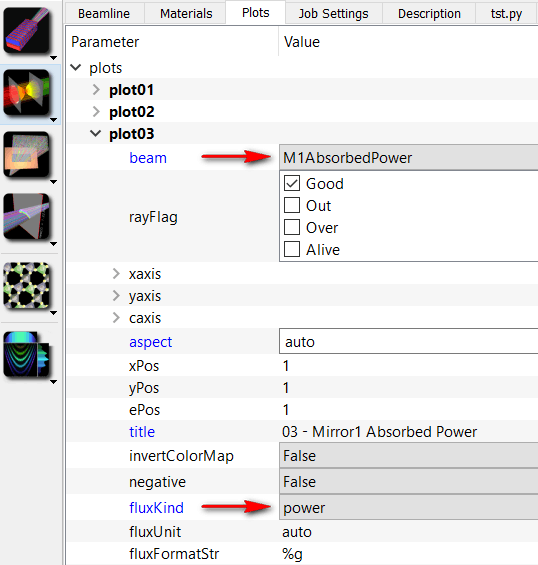 Beamline Materials Plots Job Settings Description tst.py
Parameter Value
plots
plot01
plot02
plot03
beam M1AbsorbedPower
rayFlag
Good
Out
Over
Alive
xaxis
yaxis
caxis
aspect auto
xPos 1
yPos 1
ePos 1
title 03 - Mirror1 Absorbed Power
invertColorMap False
negative False
fluxKind power
fluxUnit auto
fluxFormatStr %g